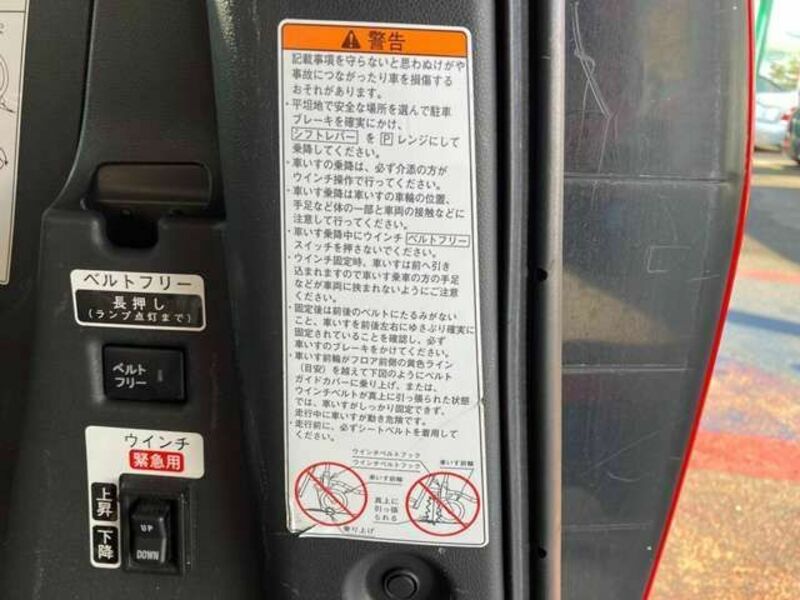 警告
記載事項を守らないと思わぬけがや
事故につながったり車を損傷する
おそれがあります。
・平坦地で安全な場所を選んで駐車
ブレーキを確実にかけ、
シフトレバー を P レンジにして
乗降してください。
・車いすの乗降は、必ず介添の方が
ウインチ操作で行ってください。
・車いす乗降は車いすの車輪の位置、
手足など体の一部と車両の接触などに
注意して行ってください。
・車いす乗降中にウインチ ベルトフリー
スイッチを押さないでください。
・ウインチ固定時、車いすは前へ引き
込まれますので車いす乗車の方の手足
などが車両に挟まれないようにご注意
ください。
・固定後は前後のベルトにたるみがない
こと、車いすを前後左右にゆさぶり確実に
固定されていることを確認し、必ず
車いすのブレーキをかけてください。
・車いす前輪がフロア前側の黄色ライン
(目安)を越えて下図のようにベルト
ガイドカバーに乗り上げ、または、
ウインチベルトが真上に引っ張られた状態
では、車いすがしっかり固定できず、
走行中に車いすが動き危険です。
・走行前に、必ずシートベルトを着用して
ください。
ウインチベルトフック
ウインチベルトフック
車いす前輪
車いす前輪
真上に
引っ張
られる
乗り上げ
ベルトフリー
長押し
(ランプ点灯まで)
ベルト
フリー
ウインチ
緊急用
上昇
下降
UP
DOWN